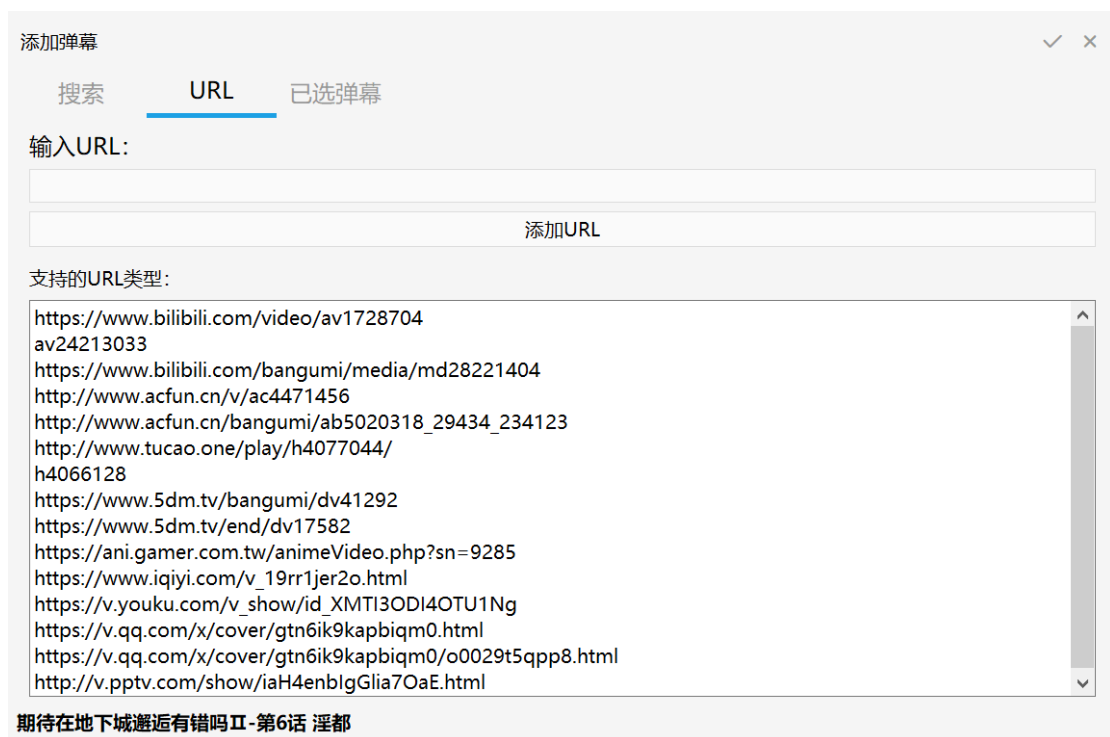 添加弹幕
搜索 URL 已选弹幕
输入URL:
添加URL
支持的URL类型:
https://www.bilibili.com/video/av1728704
av24213033
https://www.bilibili.com/bangumi/media/md28221404
http://www.acfun.cn/v/ac4471456
http://www.acfun.cn/bangumi/ab5020318_29434_234123
http://www.tucao.one/play/h4077044/
h4066128
https://www.5dm.tv/bangumi/dv41292
https://www.5dm.tv/end/dv17582
https://ani.gamer.com.tw/animeVideo.php?sn=9285
https://www.iqiyi.com/v_19rr1jer2o.html
https://v.youku.com/v_show/id_XMTI3ODI4OTU1Ng
https://v.qq.com/x/cover/gtn6ik9kapbiqm0.html
https://v.qq.com/x/cover/gtn6ik9kapbiqm0/o0029t5qpp8.html
http://v.pptv.com/show/iaH4enbIgGlia7OaE.html
期待在地下城邂逅有错吗Ⅱ-第6话 淫都